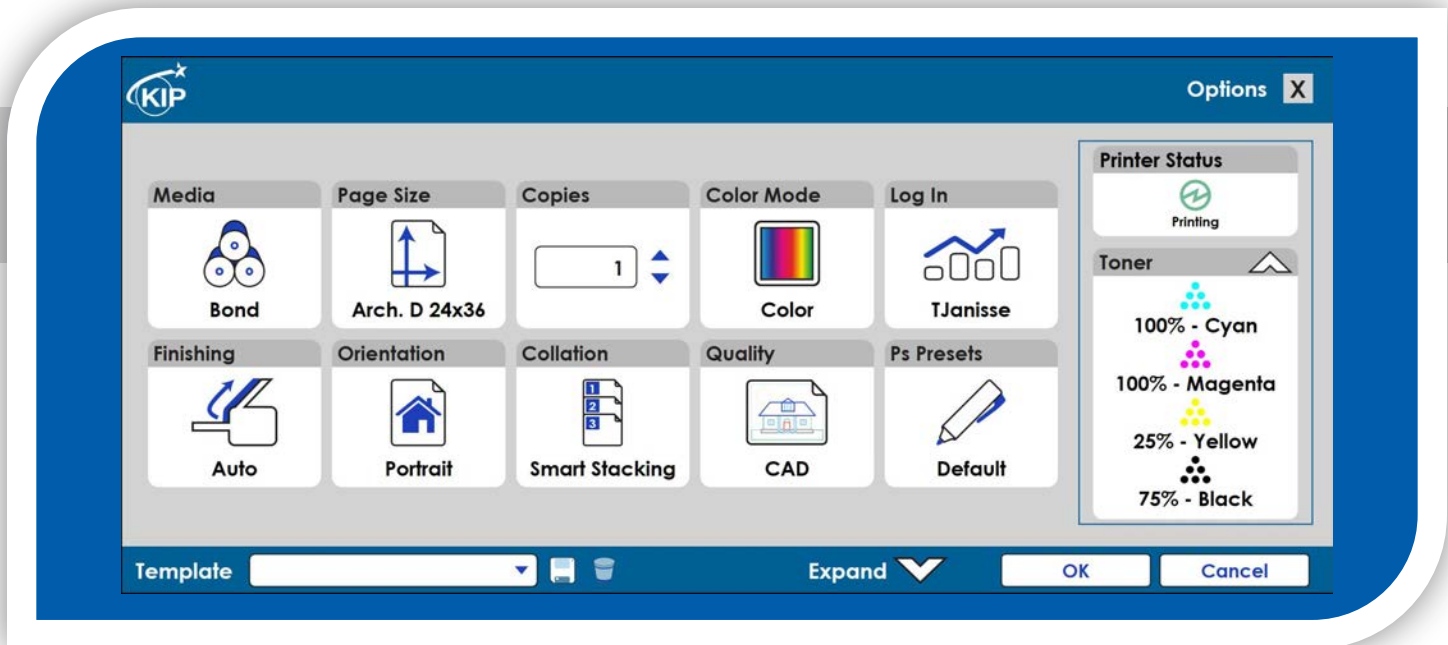 KIP
Options X
Printer Status
Printing
Media
Page Size
Copies
Color Mode
Log In
Bond
Arch. D 24x36
1
Color
TJanisse
Toner
100% - Cyan
100% - Magenta
25% - Yellow
75% - Black
Finishing
Orientation
Collation
Quality
Ps Presets
1
2
3
Auto
Portrait
Smart Stacking
CAD
Default
Template
Expand
OK
Cancel